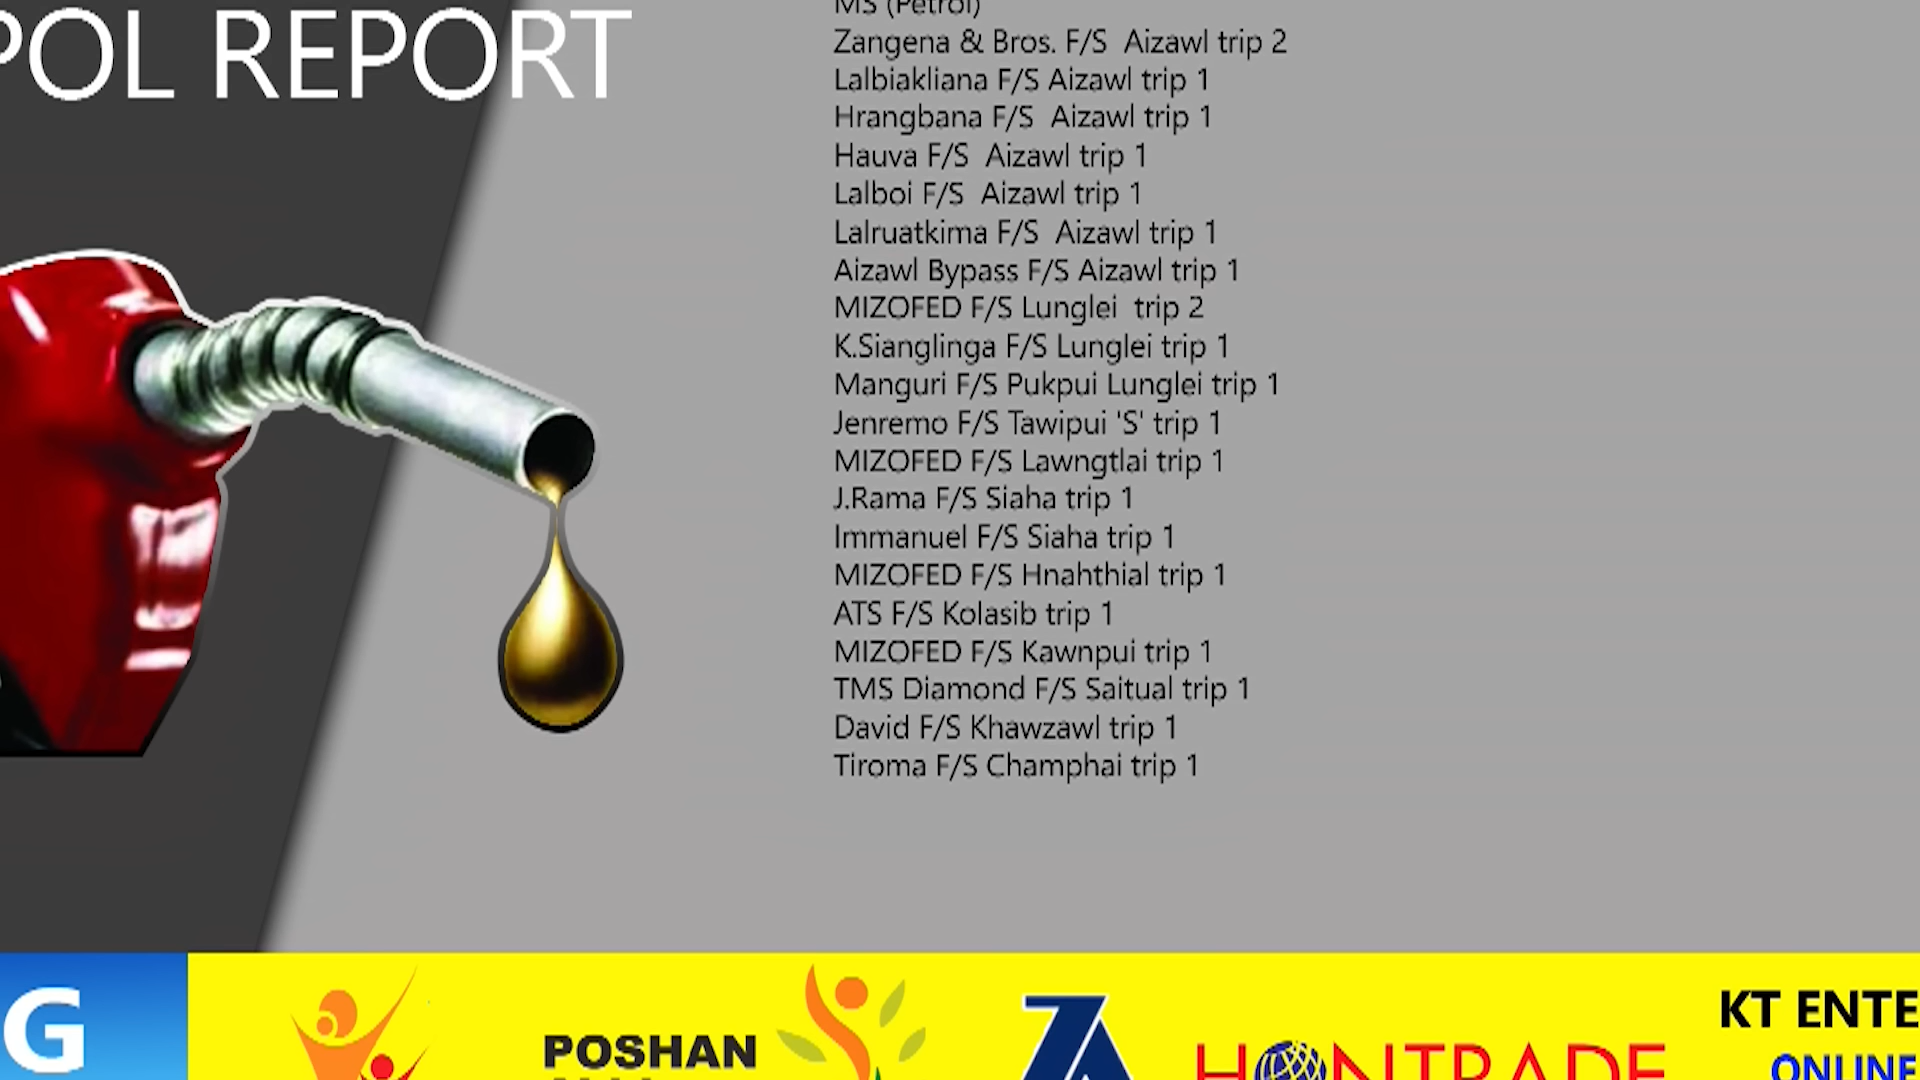 POL REPORT
MS (Petrol)
Zangena & Bros. F/S  Aizawl trip 2
Lalbiakliana F/S Aizawl trip 1
Hrangbana F/S  Aizawl trip 1
Hauva F/S  Aizawl trip 1
Lalboi F/S  Aizawl trip 1
Lalruatkima F/S  Aizawl trip 1
Aizawl Bypass F/S Aizawl trip 1
MIZOFED F/S Lunglei  trip 2
K.Sianglinga F/S Lunglei trip 1
Manguri F/S Pukpui Lunglei trip 1
Jenremo F/S Tawipui 'S' trip 1
MIZOFED F/S Lawngtlai trip 1
J.Rama F/S Siaha trip 1
Immanuel F/S Siaha trip 1
MIZOFED F/S Hnahthial trip 1
ATS F/S Kolasib trip 1
MIZOFED F/S Kawnpui trip 1
TMS Diamond F/S Saitual trip 1
David F/S Khawzawl trip 1
Tiroma F/S Champhai trip 1
G
POSHAN
HONTRADE
KT ENTE
ONLINE